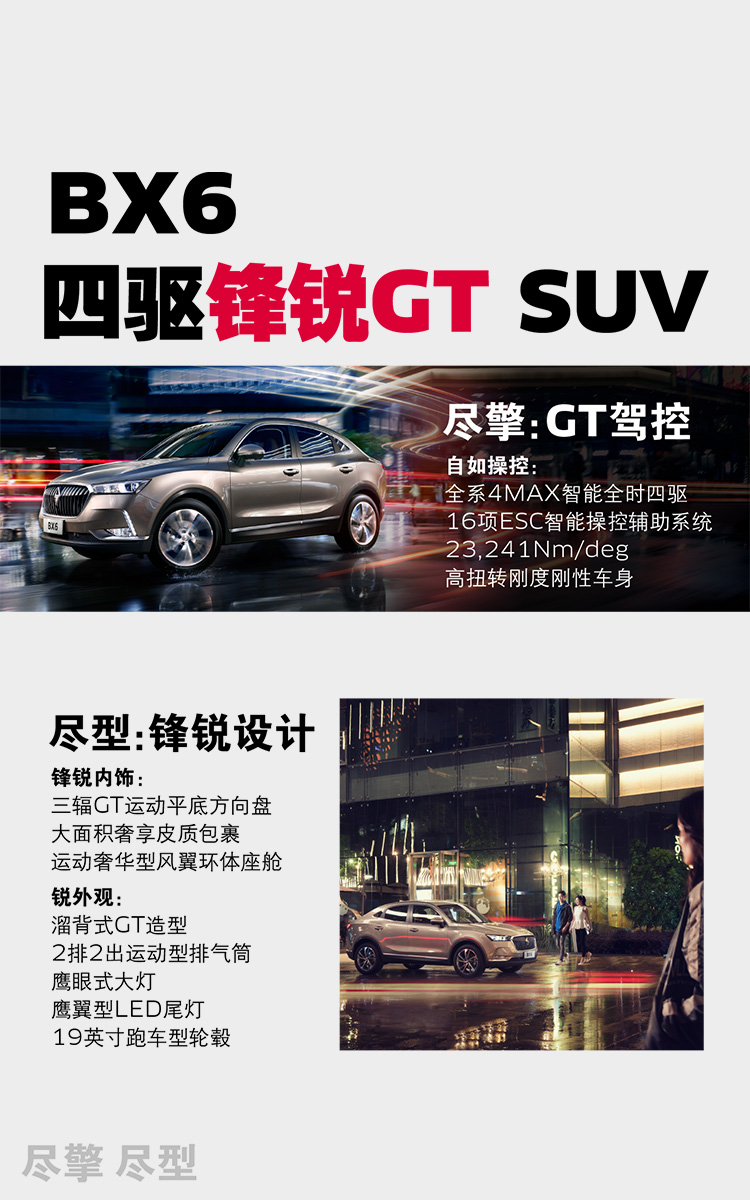 BX6
四驱锋锐GT SUV
尽擎:GT驾控
自如操控:
全系4MAX智能全时四驱
16项ESC智能操控辅助系统
23,241Nm/deg
高扭转刚度刚性车身
BX6
尽型:锋锐设计
锋锐内饰:
三辐GT运动平底方向盘
大面积奢享皮质包裹
运动奢华型风翼环体座舱
锐外观:
溜背式GT造型
2排2出运动型排气筒
鹰眼式大灯
鹰翼型LED尾灯
19英寸跑车型轮毂
尽擎 尽型